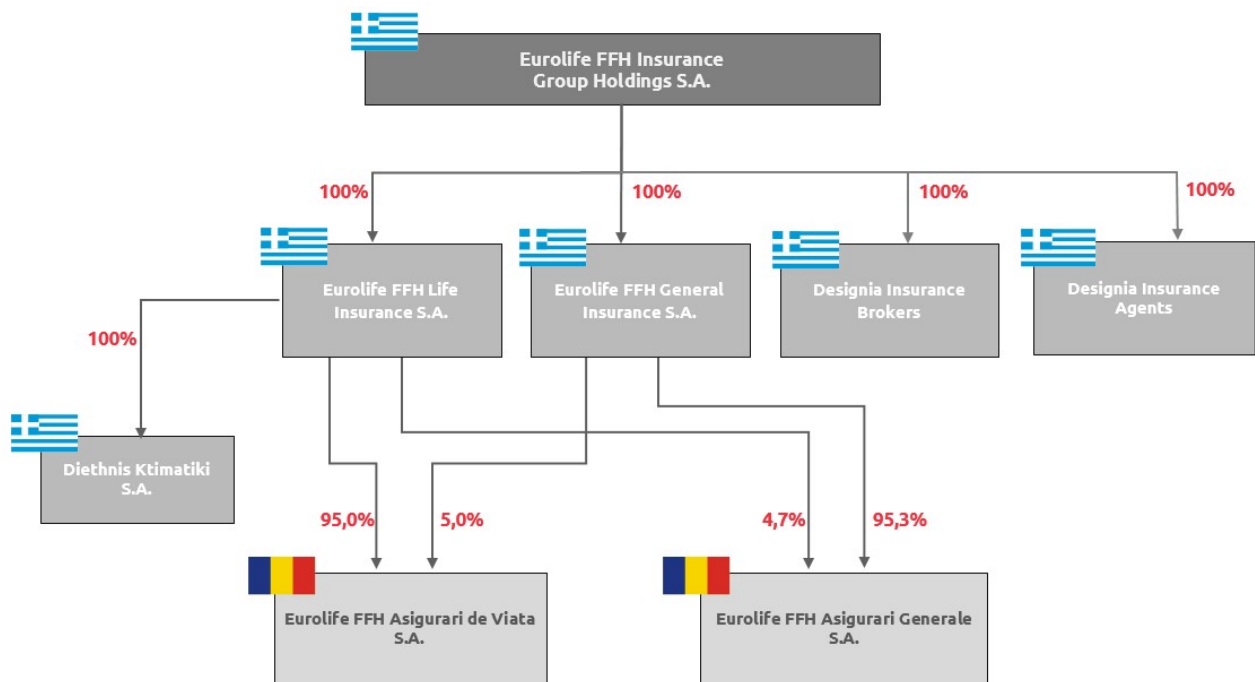 Eurolife FFH Insurance
Group Holdings S.A.
100%
100%
100%
100%
Eurolife FFH Life
Insurance S.A.
Eurolife FFH General
Insurance S.A.
Designia Insurance
Brokers
Designia Insurance
Agents
100%
Diethnis Ktimatiki
S.A.
95,0%
5,0%
4,7%
95,3%
Eurolife FFH Asigurari de Viata
S.A.
Eurolife FFH Asigurari Generale
S.A.